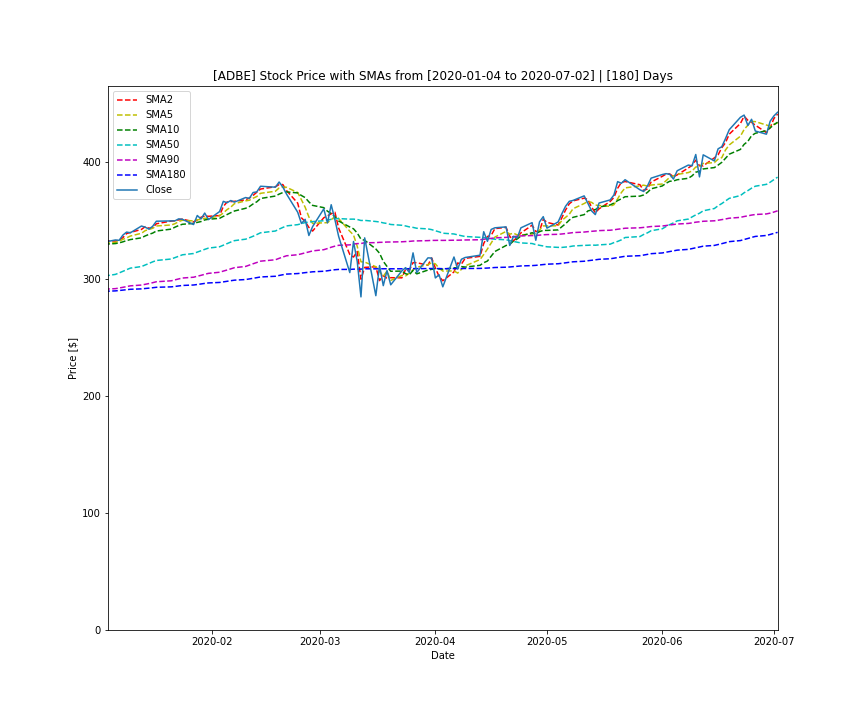 [ADBE] Stock Price with SMAs from [2020-01-04 to 2020-07-02] | [180] Days
SMA2
SMA5
SMA10
SMA50
SMA90
SMA180
Close
Price [$]
400
300
200
100
0
2020-02
2020-03
2020-04
2020-05
2020-06
2020-07
Date